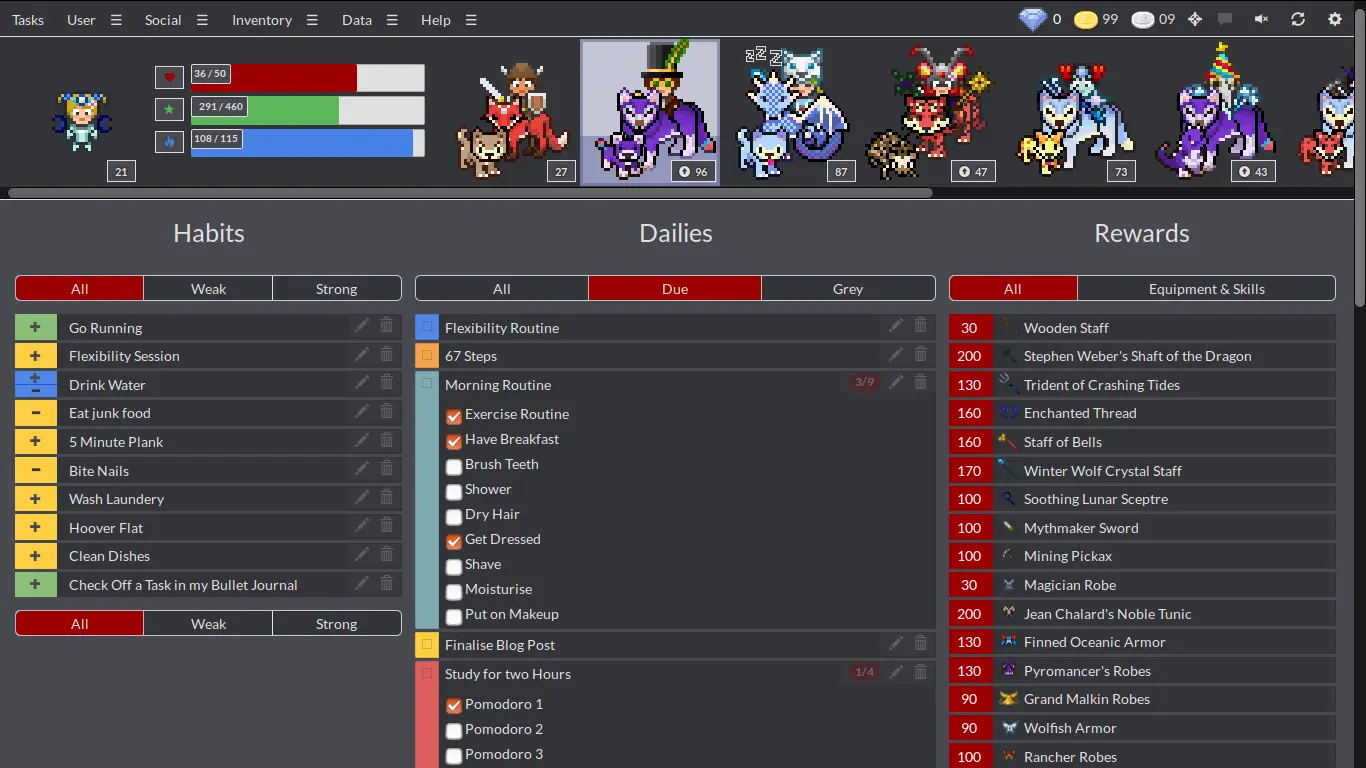 Tasks User Social Inventory Data Help 0 99 09
36 / 50
291 / 460
108 / 115
21 27 96 87 47 73 43
Habits
All Weak Strong
+ Go Running
+ Flexibility Session
+ - Drink Water
- Eat junk food
+ 5 Minute Plank
- Bite Nails
+ Wash Laundery
+ Hoover Flat
+ Clean Dishes
+ Check Off a Task in my Bullet Journal
All Weak Strong
Dailies
All Due Grey
Flexibility Routine
67 Steps
Morning Routine 3/9
Exercise Routine
Have Breakfast
Brush Teeth
Shower
Dry Hair
Get Dressed
Shave
Moisturise
Put on Makeup
Finalise Blog Post
Study for two Hours 1/4
Pomodoro 1
Pomodoro 2
Pomodoro 3
Rewards
All Equipment & Skills
30 Wooden Staff
200 Stephen Weber's Shaft of the Dragon
130 Trident of Crashing Tides
160 Enchanted Thread
160 Staff of Bells
170 Winter Wolf Crystal Staff
100 Soothing Lunar Sceptre
100 Mythmaker Sword
100 Mining Pickax
30 Magician Robe
200 Jean Chalard's Noble Tunic
130 Finned Oceanic Armor
130 Pyromancer's Robes
90 Grand Malkin Robes
90 Wolfish Armor
100 Rancher Robes